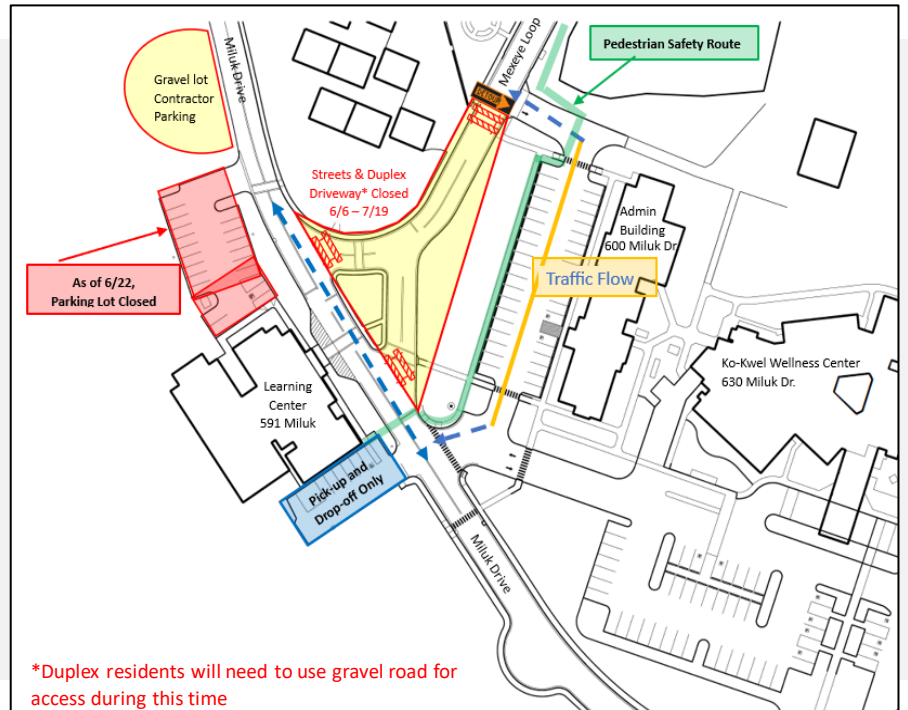 Miluk Drive
Gravel lot
Contractor
Parking
Mexeye Loop
Pedestrian Safety Route
DETOUR
Streets & Duplex
Driveway* Closed
6/6 – 7/19
As of 6/22,
Parking Lot Closed
Admin
Building
600 Miluk Dr
Traffic Flow
Ko-Kwel Wellness Center
630 Miluk Dr.
Learning
Center
591 Miluk
Pick-up and
Drop-off Only
Miluk Drive
*Duplex residents will need to use gravel road for
access during this time